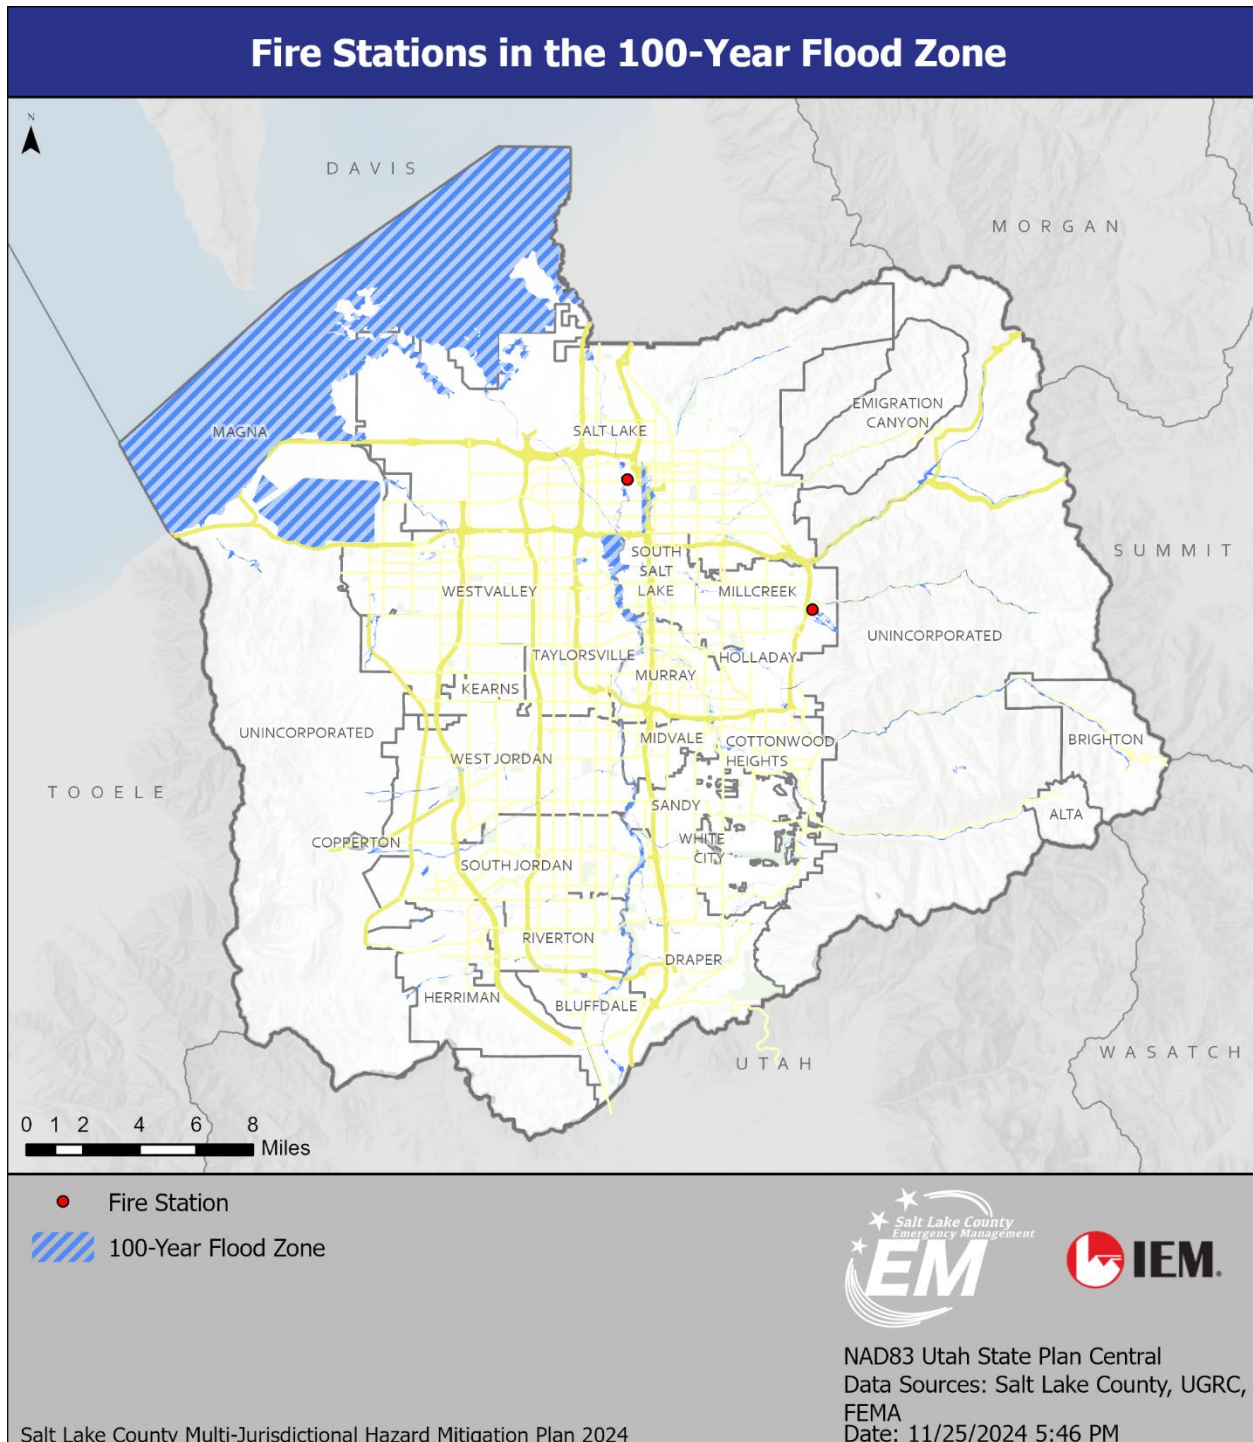 Fire Stations in the 100-Year Flood Zone
N
DAVIS
MORGAN
EMIGRATION
CANYON
MAGNA
SALT LAKE
SUMMIT
SOUTH
SALT
LAKE
WEST VALLEY
MILLCREEK
UNINCORPORATED
TAYLORSVILLE
HOLLADAY
MURRAY
KEARNS
UNINCORPORATED
MIDVALE
COTTONWOOD
HEIGHTS
BRIGHTON
WEST JORDAN
TOOELE
SANDY
ALTA
COPPERTON
WHITE
CITY
SOUTH JORDAN
RIVERTON
DRAPER
HERRIMAN
BLUFFDALE
UTAH
WASATCH
0 1 2 4 6 8
Miles
Fire Station
100-Year Flood Zone
Salt Lake County
Emergency Management
EM
IEM.
NAD83 Utah State Plan Central
Data Sources: Salt Lake County, UGRC,
FEMA
Date: 11/25/2024 5:46 PM
Salt Lake County Multi-Jurisdictional Hazard Mitigation Plan 2024